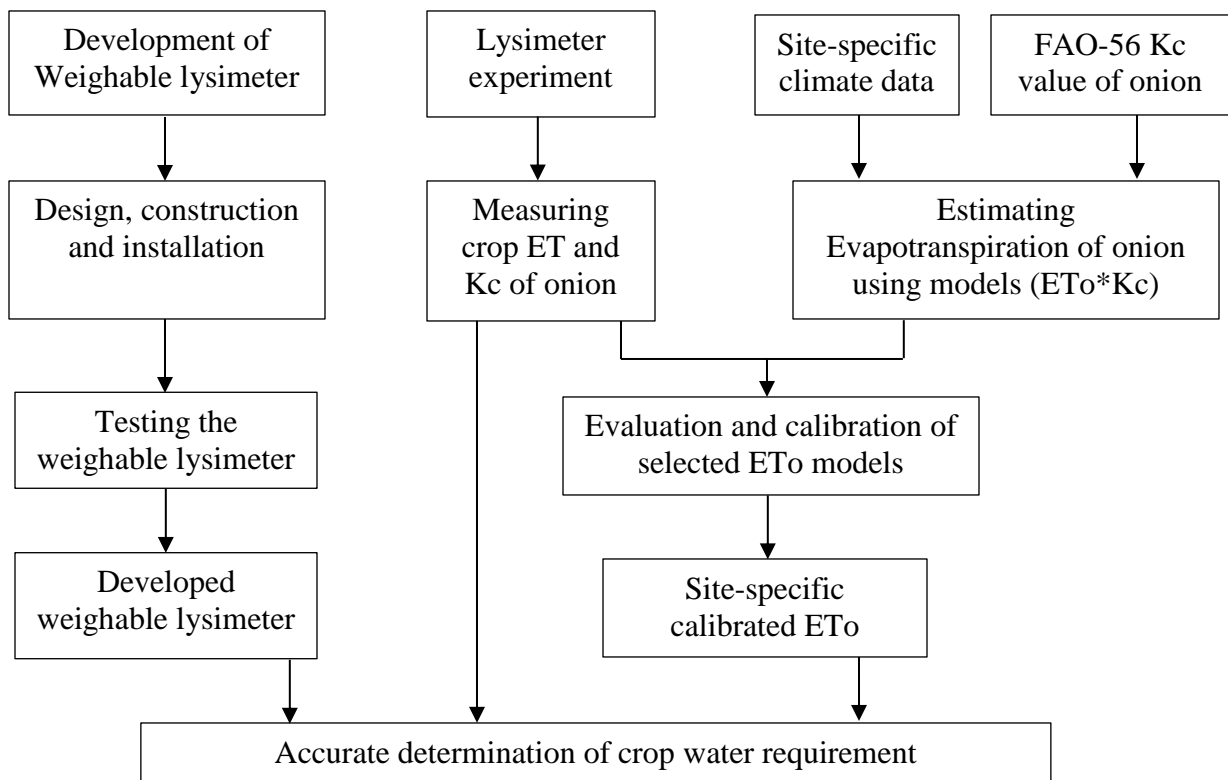 Development of
Weighable lysimeter
Lysimeter
experiment
Site-specific
climate data
FAO-56 Kc
value of onion
Design, construction
and installation
Measuring
crop ET and
Kc of onion
Estimating
Evapotranspiration of onion
using models (ETo*Kc)
Testing the
weighable lysimeter
Evaluation and calibration of
selected ETo models
Developed
weighable lysimeter
Site-specific
calibrated ETo
Accurate determination of crop water requirement